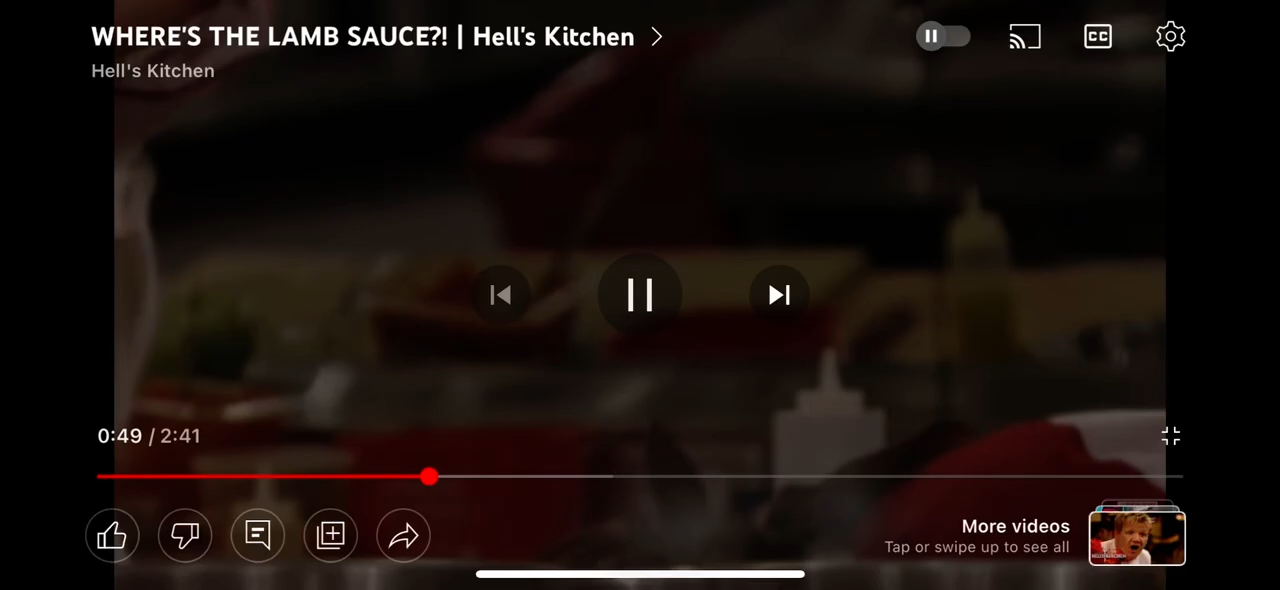 WHERE'S THE LAMB SAUCE?! | Hell's Kitchen
Hell's Kitchen
CC
0:49 / 2:41
More videos
Tap or swipe up to see all